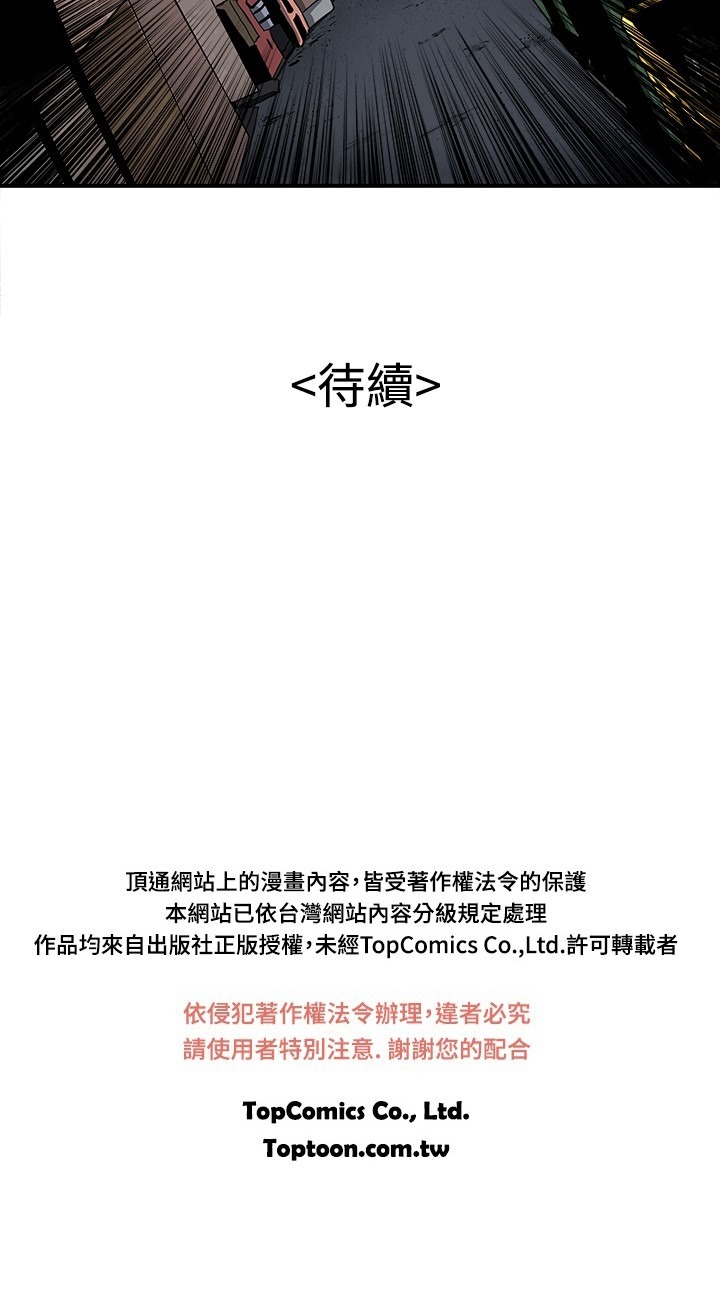 <待續>
頂通網站上的漫畫內容，皆受著作權法令的保護
本網站已依台灣網站內容分級規定處理
作品均來自出版社正版授權，未經TopComics Co.,Ltd.許可轉載者
依侵犯著作權法令辦理，違者必究
請使用者特別注意. 謝謝您的配合
TopComics Co., Ltd.
Toptoon.com.tw